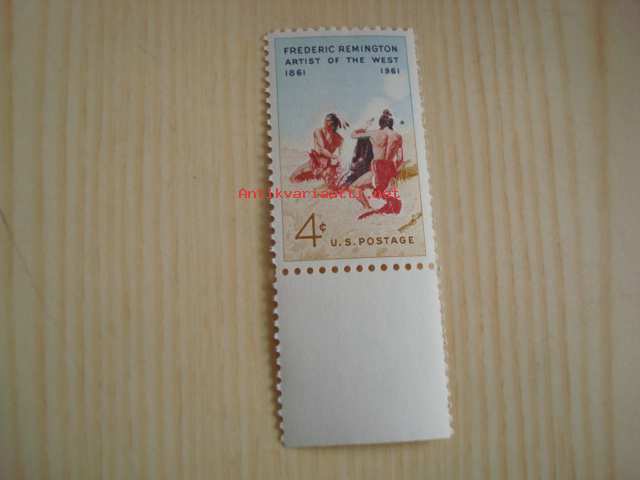 FREDERIC REMINGTON
ARTIST OF THE WEST
1861 1961
Antikvariaatti.net
4¢ U.S. POSTAGE